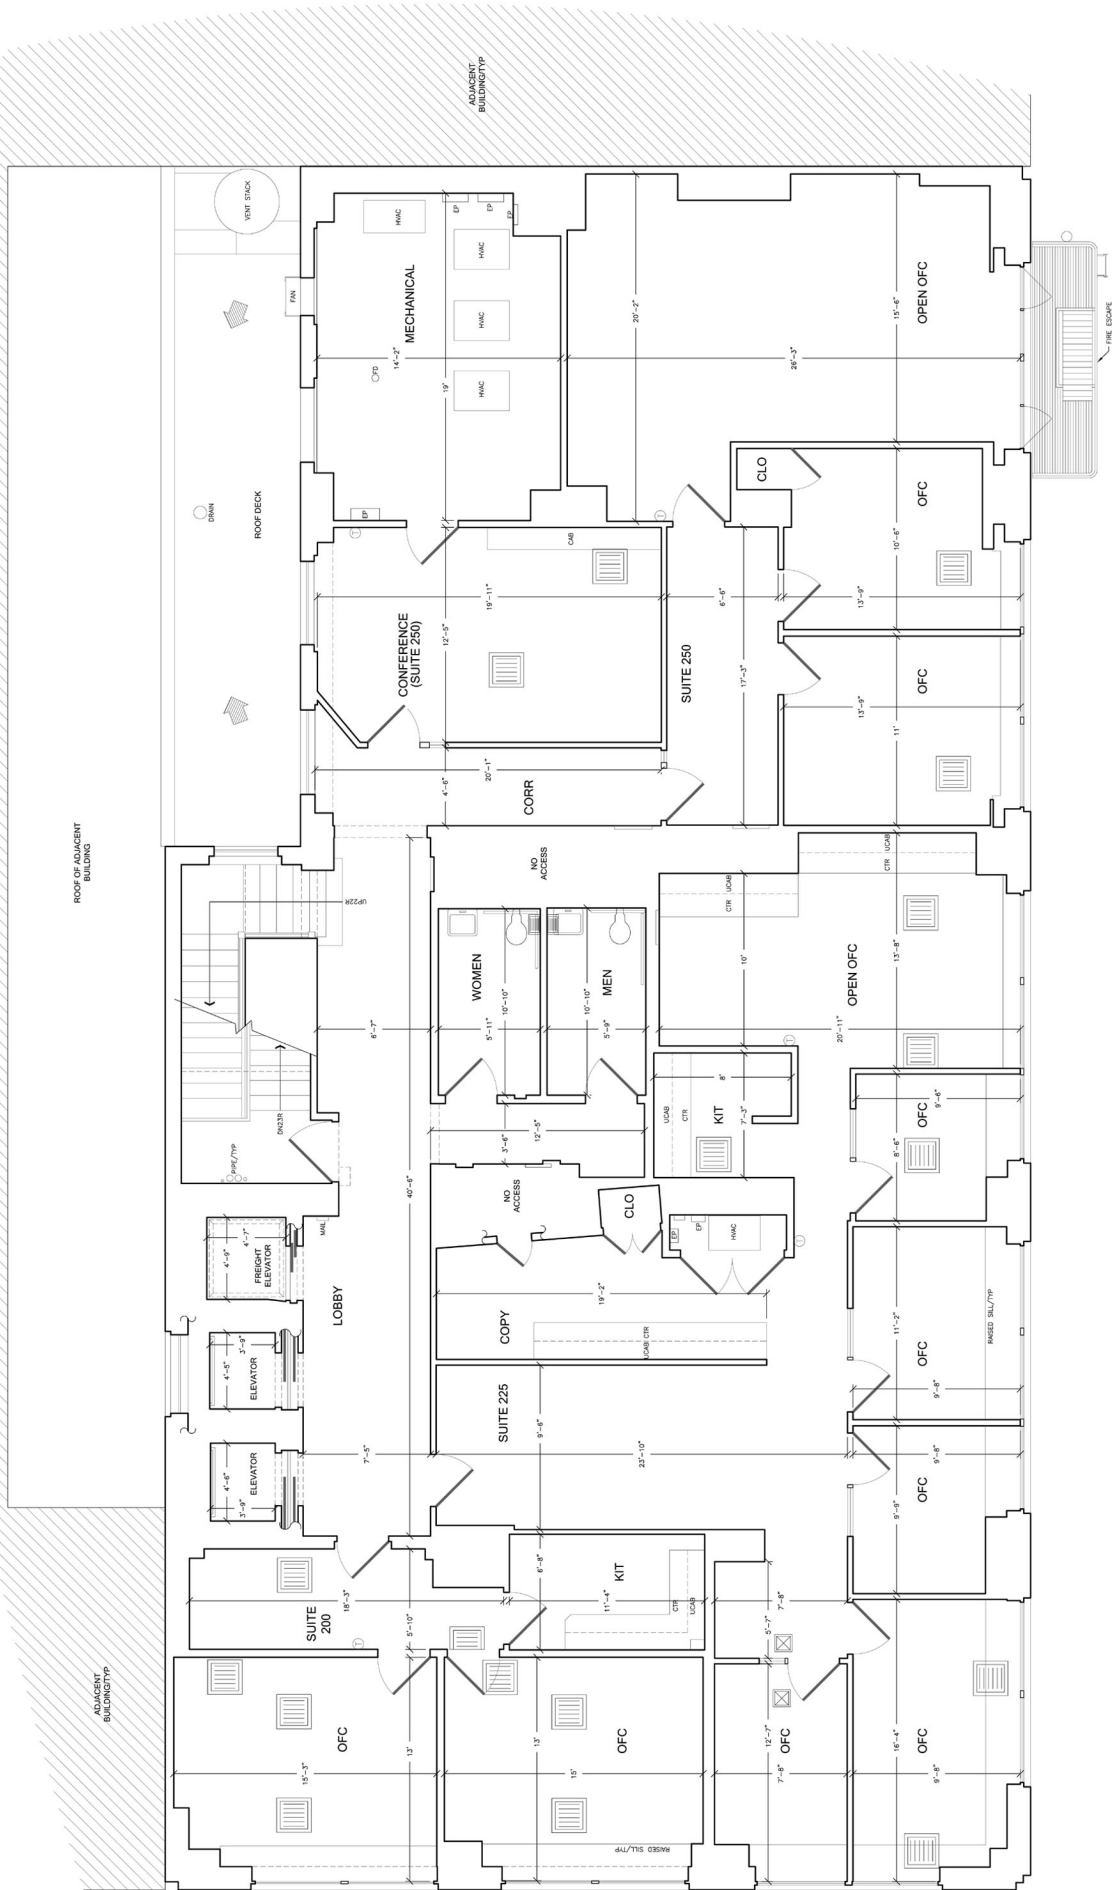 ADJACENT
BUILDING/TYP
VENT STACK
FAN
DRAIN
ROOF DECK
ROOF OF ADJACENT
BUILDING
HVAC
EP
EP
EP
HVAC
HVAC
HVAC
MECHANICAL
14'-2"
19'
FD
EP
T
20'-2"
OPEN OFC
15'-6"
26'-3"
FIRE ESCAPE
CLO
OFC
10'-6"
13'-9"
T
CAB
CONFERENCE
(SUITE 250)
19'-11"
12'-5"
6'-6"
SUITE 250
17'-3"
OFC
13'-9"
11'
20'-1"
4'-6"
CORR
UP22R
NO
ACCESS
CTR
UCAB
CTR
UCAB
WOMEN
10'-10"
5'-11"
MEN
10'-10"
5'-9"
10'
OPEN OFC
13'-8"
20'-11"
T
6'-7"
DN23R
PIPE/TYP
3'-6"
12'-5"
UCAB
CTR
KIT
8'
7'-3"
OFC
9'-6"
8'-6"
40'-6"
MAIL
NO
ACCESS
CLO
EP
EP
HVAC
T
4'-7"
4'-9"
FREIGHT
ELEVATOR
LOBBY
COPY
19'-2"
UCAB
CTR
RAISED SILL/TYP
11'-2"
OFC
9'-8"
3'-9"
4'-5"
ELEVATOR
SUITE 225
9'-6"
23'-10"
7'-5"
4'-6"
3'-9"
ELEVATOR
OFC
9'-8"
9'-9"
ADJACENT
BUILDING/TYP
SUITE
200
18'-3"
5'-10"
T
6'-8"
KIT
11'-4"
CTR
UCAB
7'-8"
5'-7"
OFC
15'-3"
13'
OFC
15'
13'
RAISED SILL/TYP
12'-7"
OFC
7'-8"
16'-4"
OFC
9'-8"